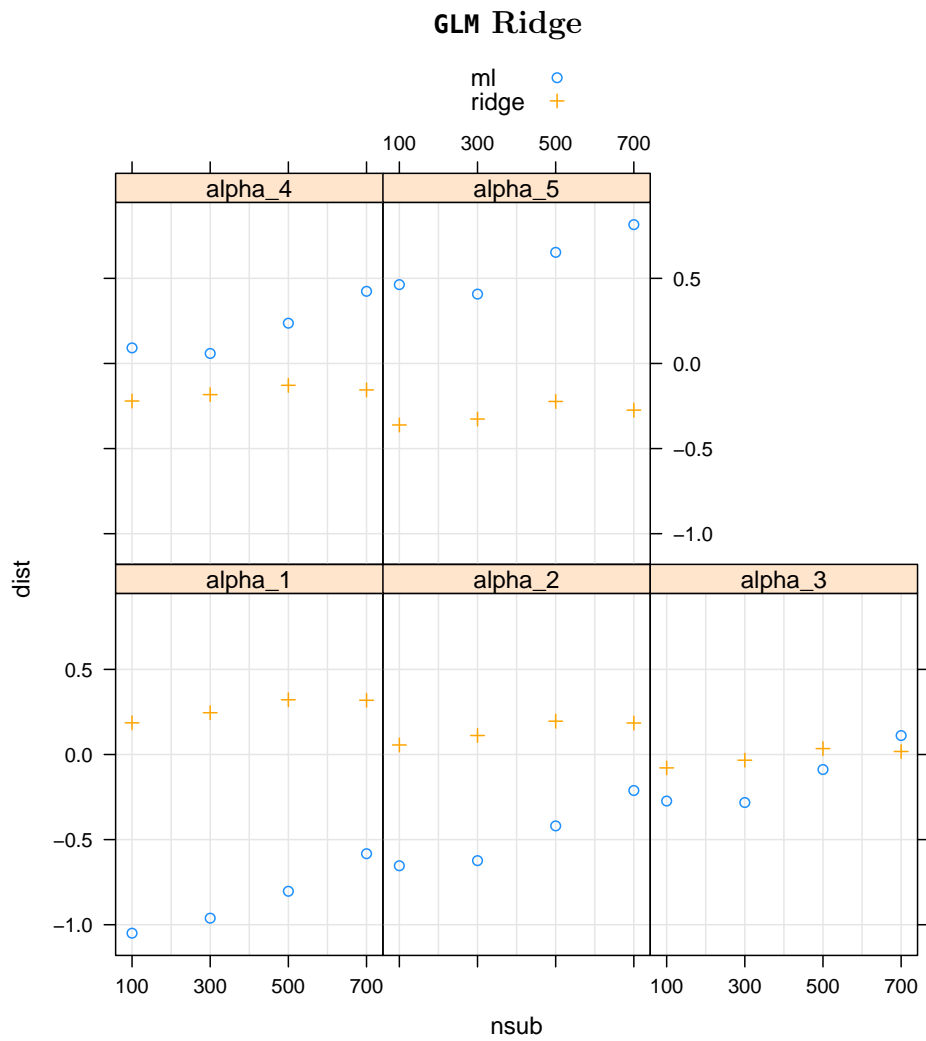 GLM Ridge
ml
ridge
100 300 500 700
alpha_4 alpha_5
0.5
0.0
−0.5
−1.0
dist
alpha_1 alpha_2 alpha_3
0.5
0.0
−0.5
−1.0
100 300 500 700 100 300 500 700
nsub